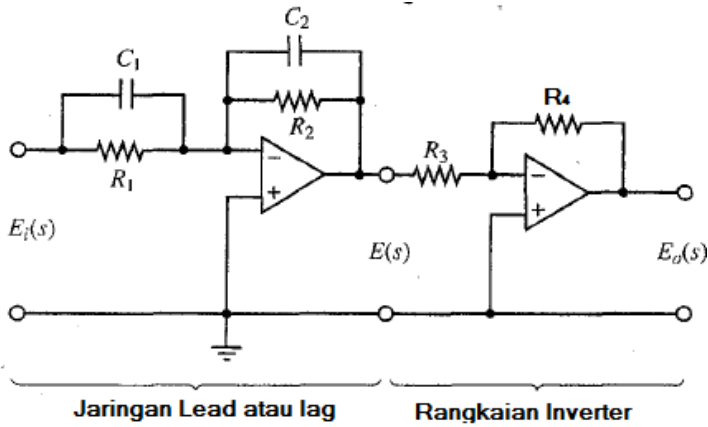 C₂
C₁
R₂
R₁
R₄
R₃
−
+
−
+
Eᵢ(s)
E(s)
Eₒ(s)
Jaringan Lead atau lag
Rangkaian Inverter